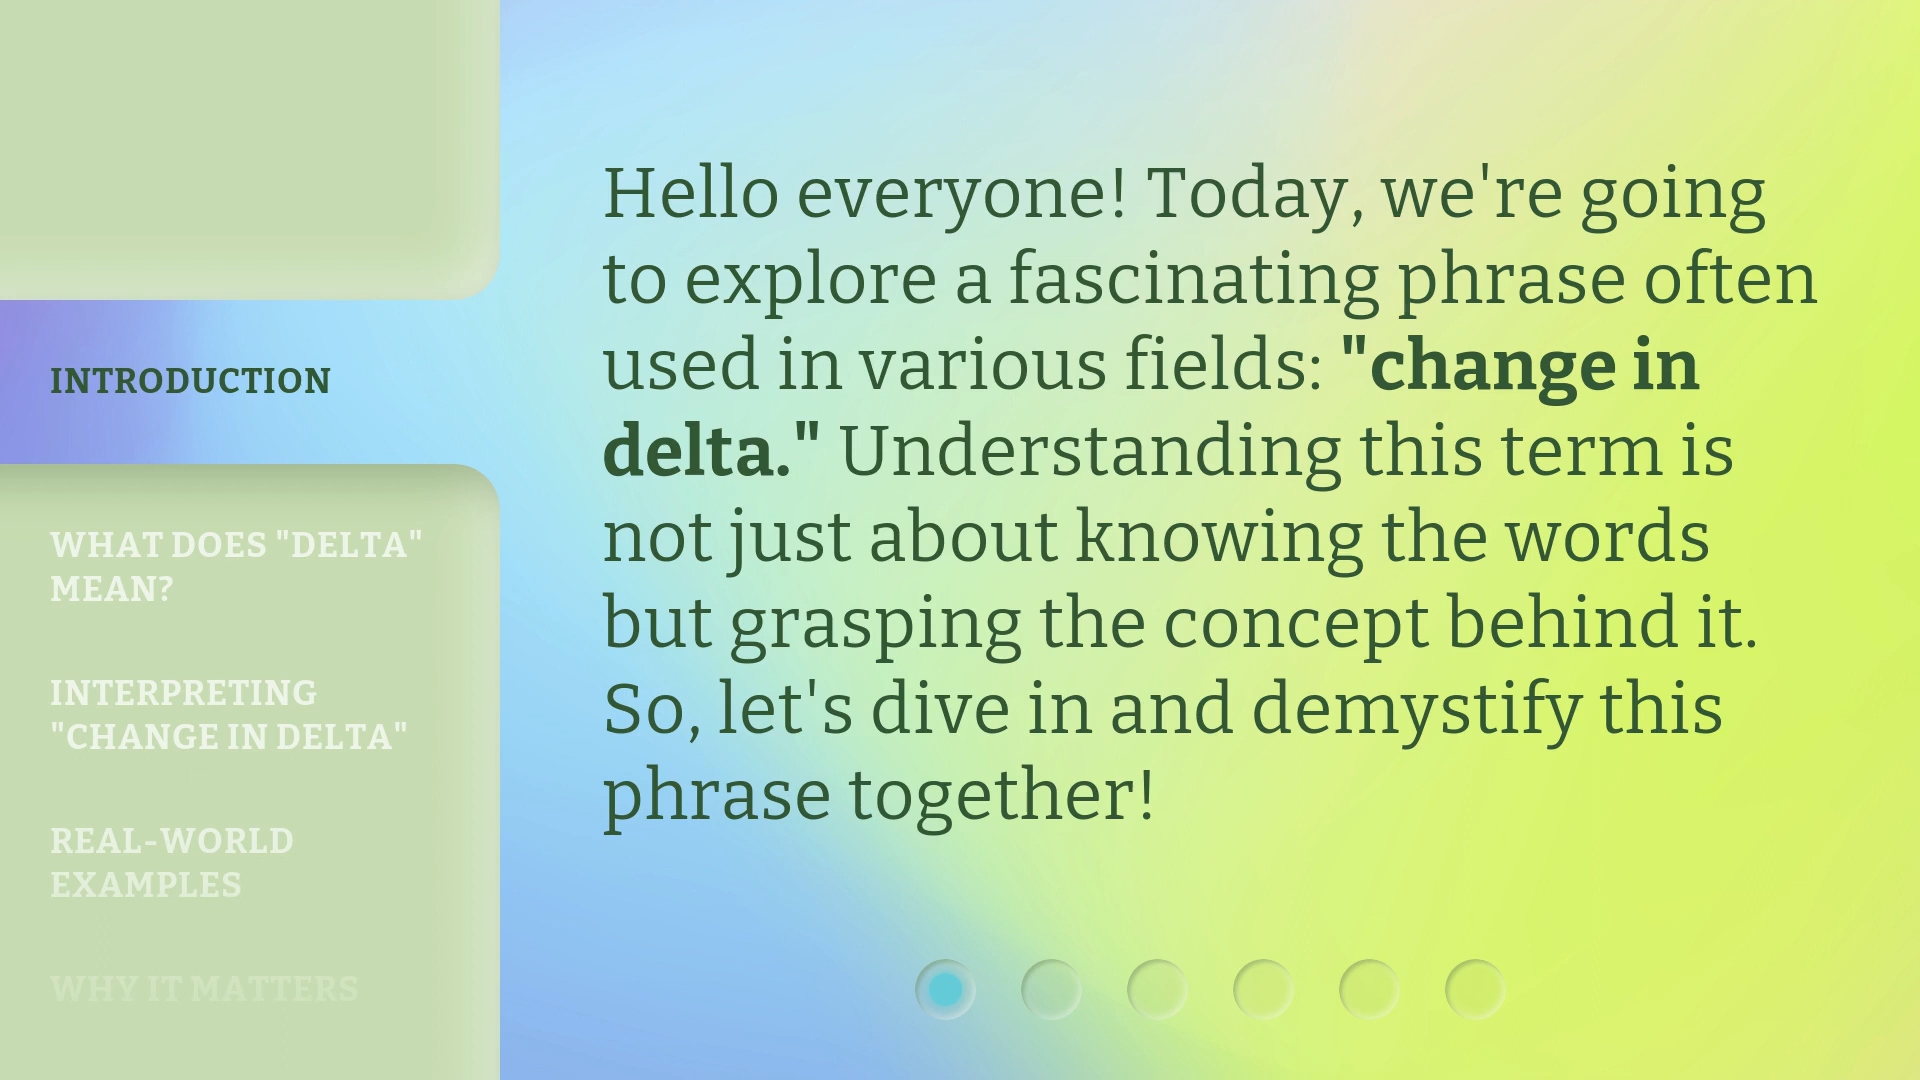 INTRODUCTION
WHAT DOES "DELTA"
MEAN?
INTERPRETING
"CHANGE IN DELTA"
REAL-WORLD
EXAMPLES
WHY IT MATTERS
Hello everyone! Today, we're going
to explore a fascinating phrase often
used in various fields: "change in
delta." Understanding this term is
not just about knowing the words
but grasping the concept behind it.
So, let's dive in and demystify this
phrase together!